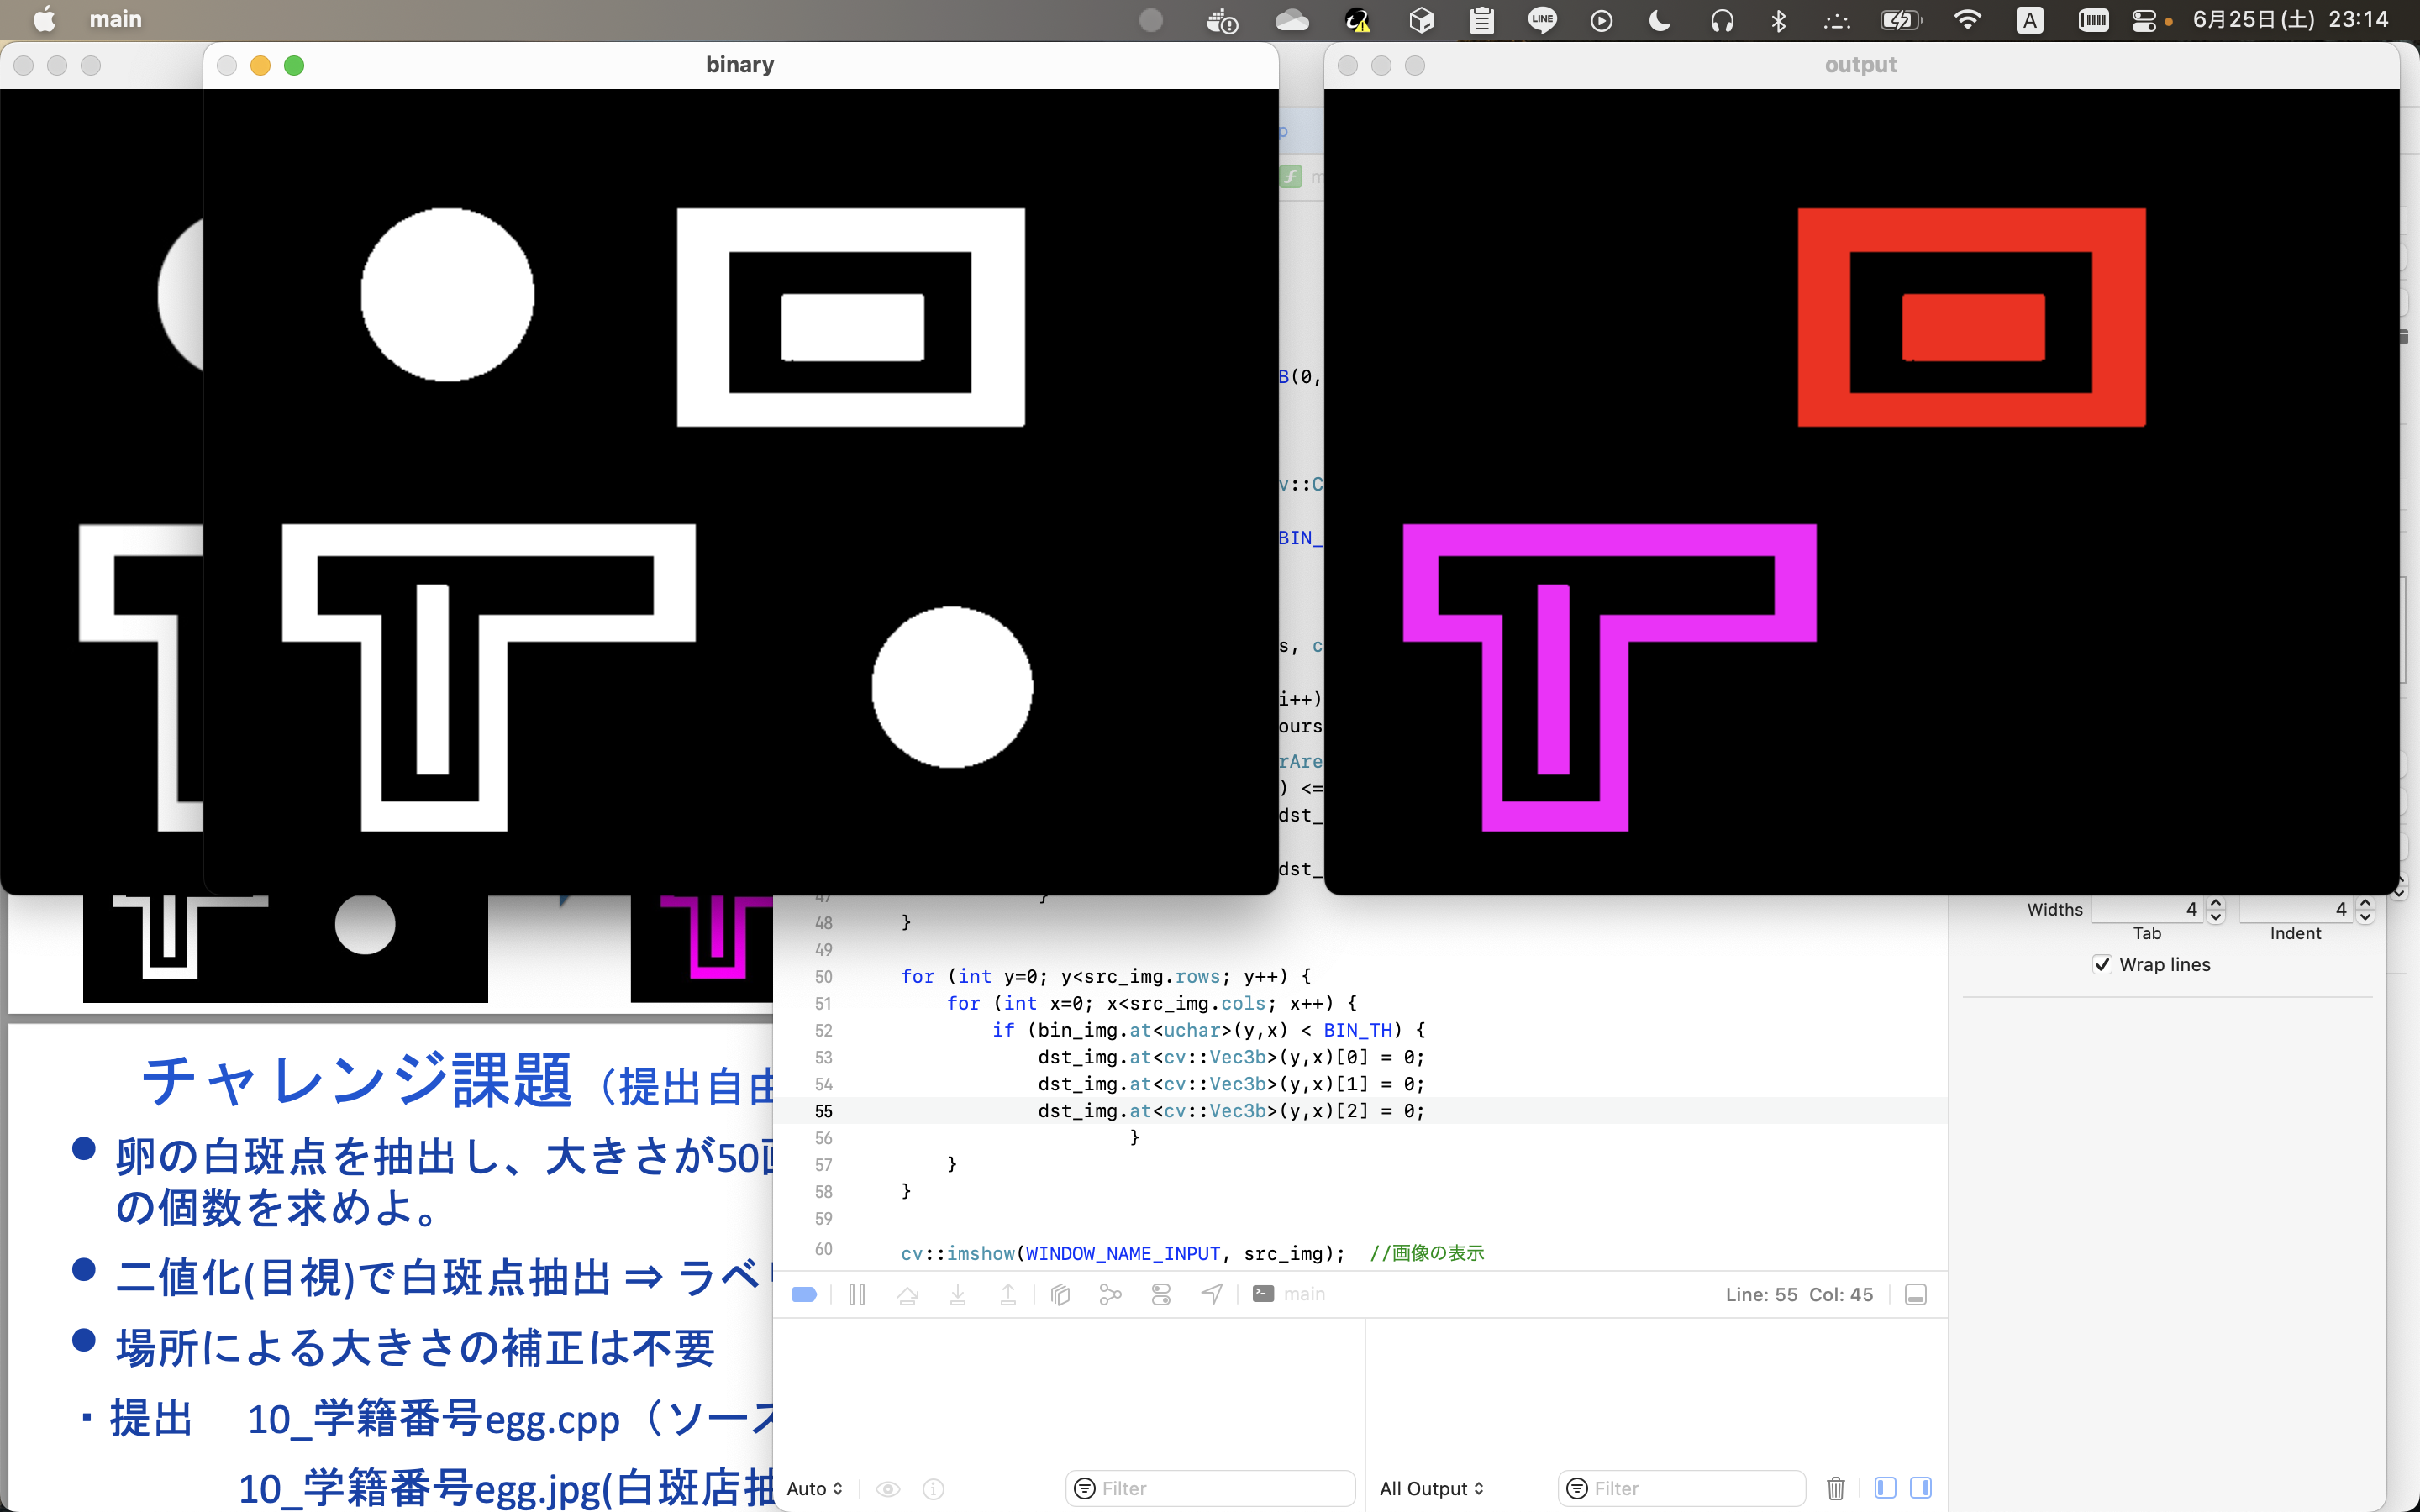 main
LINE
A
6月25日(土) 23:14
binary
output
B(0,
v::C
BIN_
s, c
i++)
ours
rAre
) <=
dst_
dst_
47 }
48 }
49
50 for (int y=0; y<src_img.rows; y++) {
51 for (int x=0; x<src_img.cols; x++) {
52 if (bin_img.at<uchar>(y,x) < BIN_TH) {
53 dst_img.at<cv::Vec3b>(y,x)[0] = 0;
54 dst_img.at<cv::Vec3b>(y,x)[1] = 0;
55 dst_img.at<cv::Vec3b>(y,x)[2] = 0;
56 }
57 }
58 }
59
60 cv::imshow(WINDOW_NAME_INPUT, src_img); //画像の表示
main
Line: 55 Col: 45
Auto
Filter
All Output
Filter
Widths 4 4
Tab Indent
Wrap lines
チャレンジ課題（提出自由
● 卵の白斑点を抽出し、大きさが50
の個数を求めよ。
● 二値化(目視)で白斑点抽出 ⇒ ラベ
● 場所による大きさの補正は不要
・提出 10_学籍番号egg.cpp（ソース
10_学籍番号egg.jpg(白斑店抽